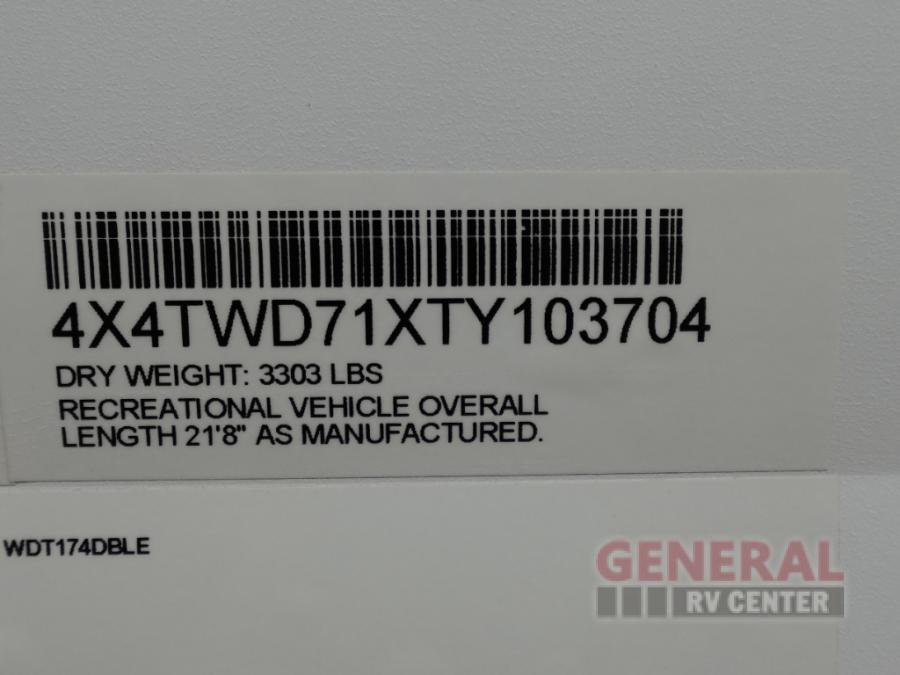 4X4TWD71XTY103704
DRY WEIGHT: 3303 LBS
RECREATIONAL VEHICLE OVERALL
LENGTH 21'8" AS MANUFACTURED.
WDT174DBLE
GENERAL
RV CENTER